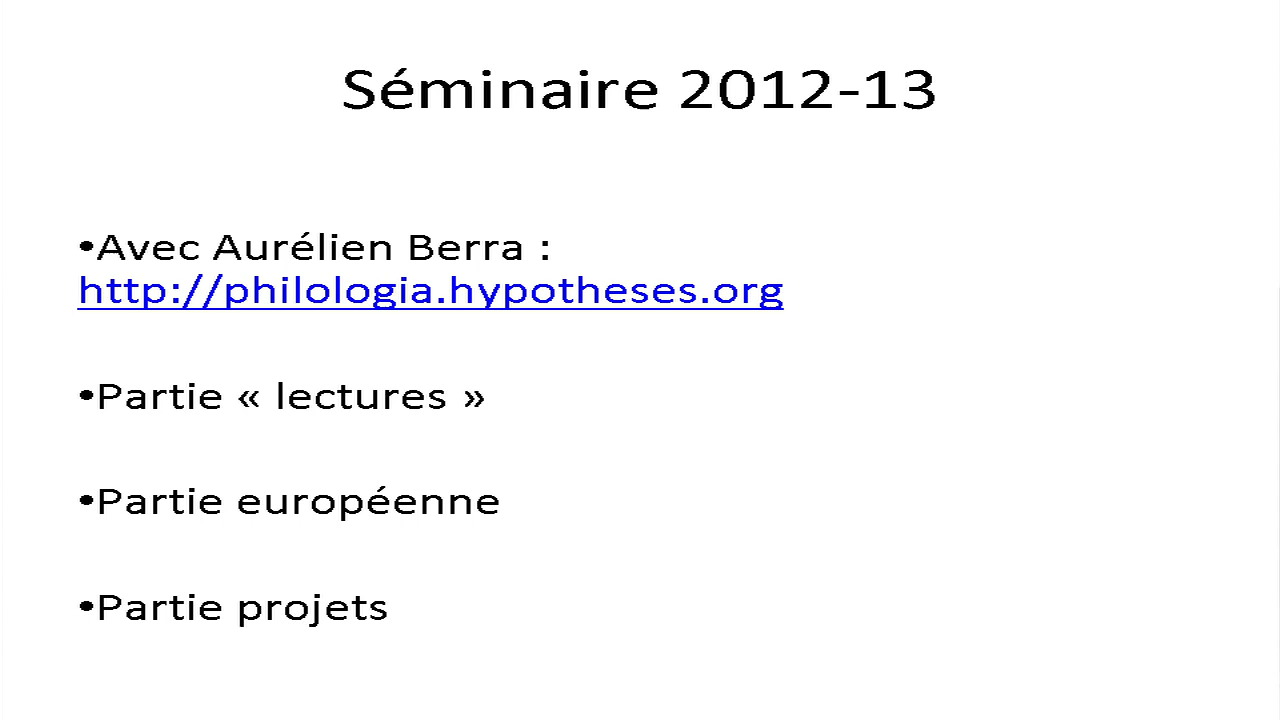 Séminaire 2012-13
•Avec Aurélien Berra :
http://philologia.hypotheses.org
•Partie « lectures »
•Partie européenne
•Partie projets